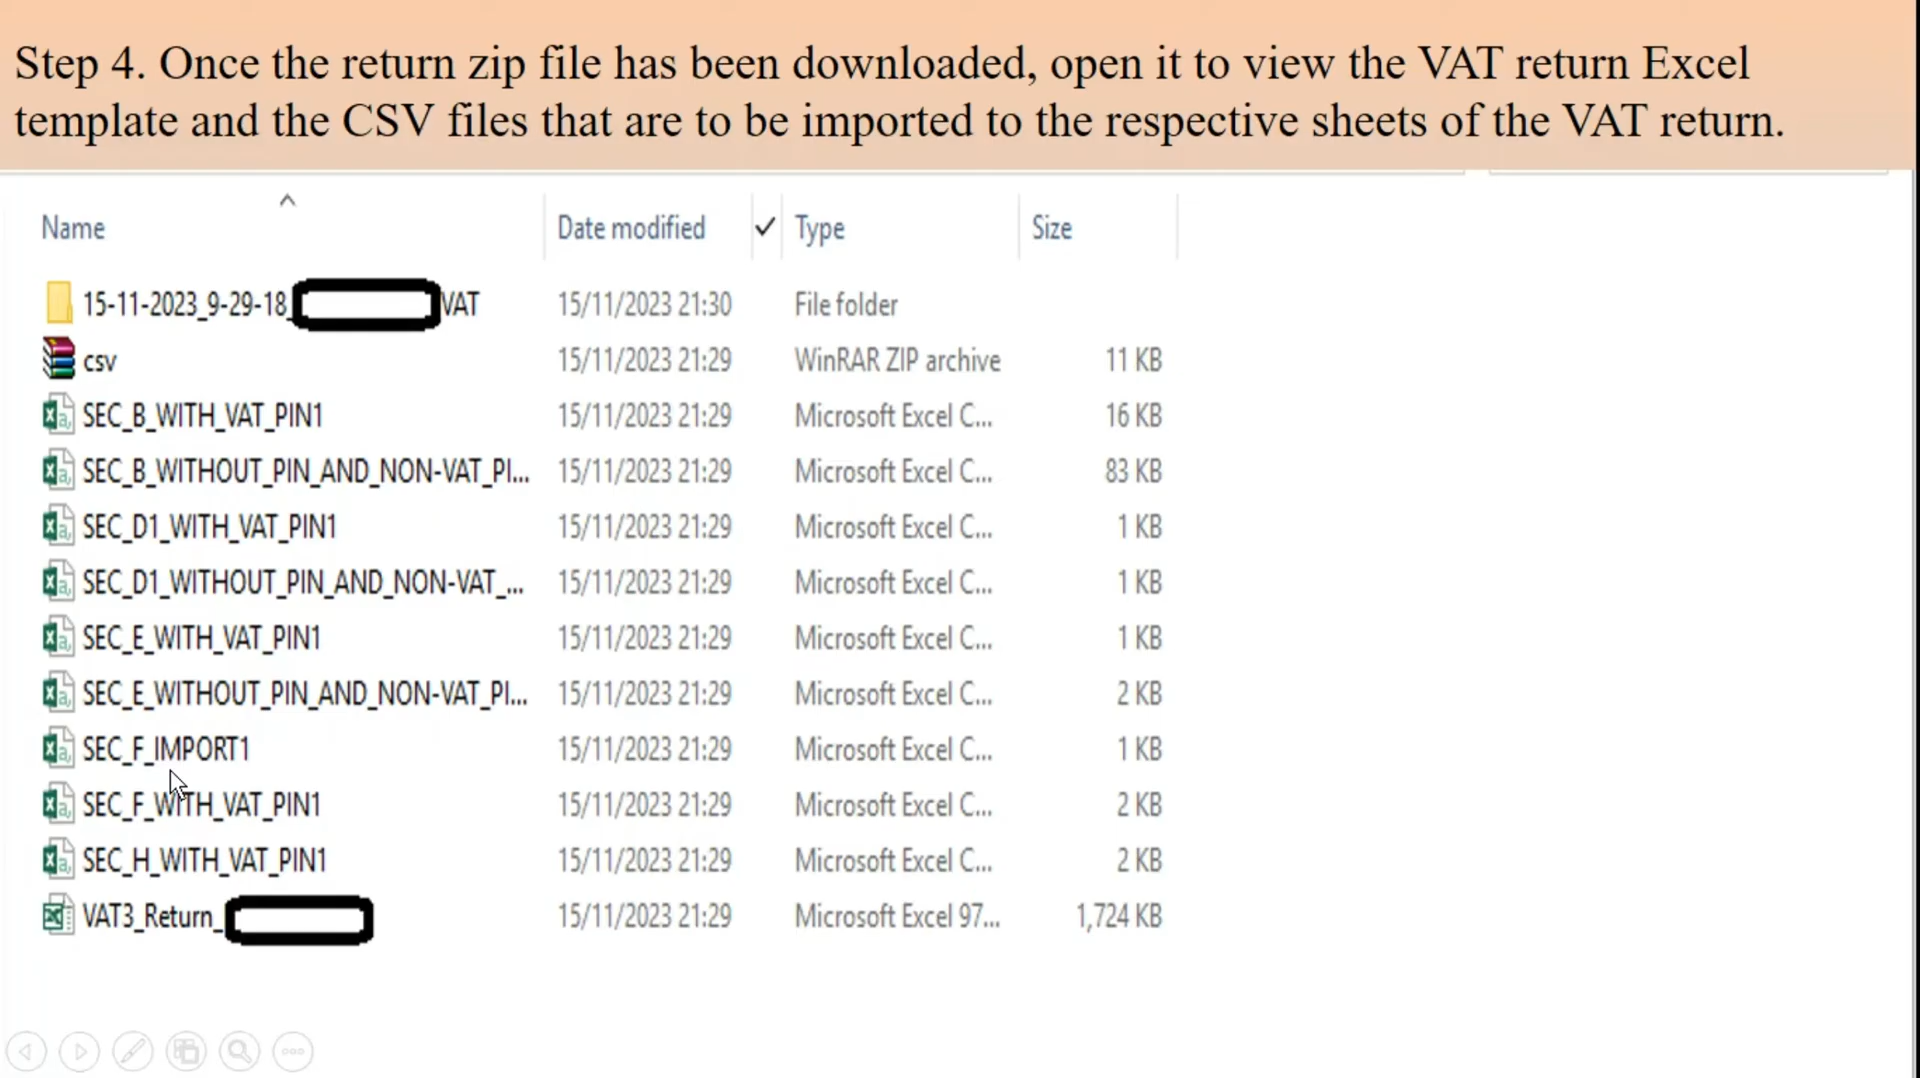 Step 4. Once the return zip file has been downloaded, open it to view the VAT return Excel
template and the CSV files that are to be imported to the respective sheets of the VAT return.
Name Date modified Type Size
15-11-2023_9-29-18_ VAT 15/11/2023 21:30 File folder
csv 15/11/2023 21:29 WinRAR ZIP archive 11 KB
SEC_B_WITH_VAT_PIN1 15/11/2023 21:29 Microsoft Excel C... 16 KB
SEC_B_WITHOUT_PIN_AND_NON-VAT_PI... 15/11/2023 21:29 Microsoft Excel C... 83 KB
SEC_D1_WITH_VAT_PIN1 15/11/2023 21:29 Microsoft Excel C... 1 KB
SEC_D1_WITHOUT_PIN_AND_NON-VAT_... 15/11/2023 21:29 Microsoft Excel C... 1 KB
SEC_E_WITH_VAT_PIN1 15/11/2023 21:29 Microsoft Excel C... 1 KB
SEC_E_WITHOUT_PIN_AND_NON-VAT_PI... 15/11/2023 21:29 Microsoft Excel C... 2 KB
SEC_F_IMPORT1 15/11/2023 21:29 Microsoft Excel C... 1 KB
SEC_F_WITH_VAT_PIN1 15/11/2023 21:29 Microsoft Excel C... 2 KB
SEC_H_WITH_VAT_PIN1 15/11/2023 21:29 Microsoft Excel C... 2 KB
VAT3_Return_ 15/11/2023 21:29 Microsoft Excel 97... 1,724 KB